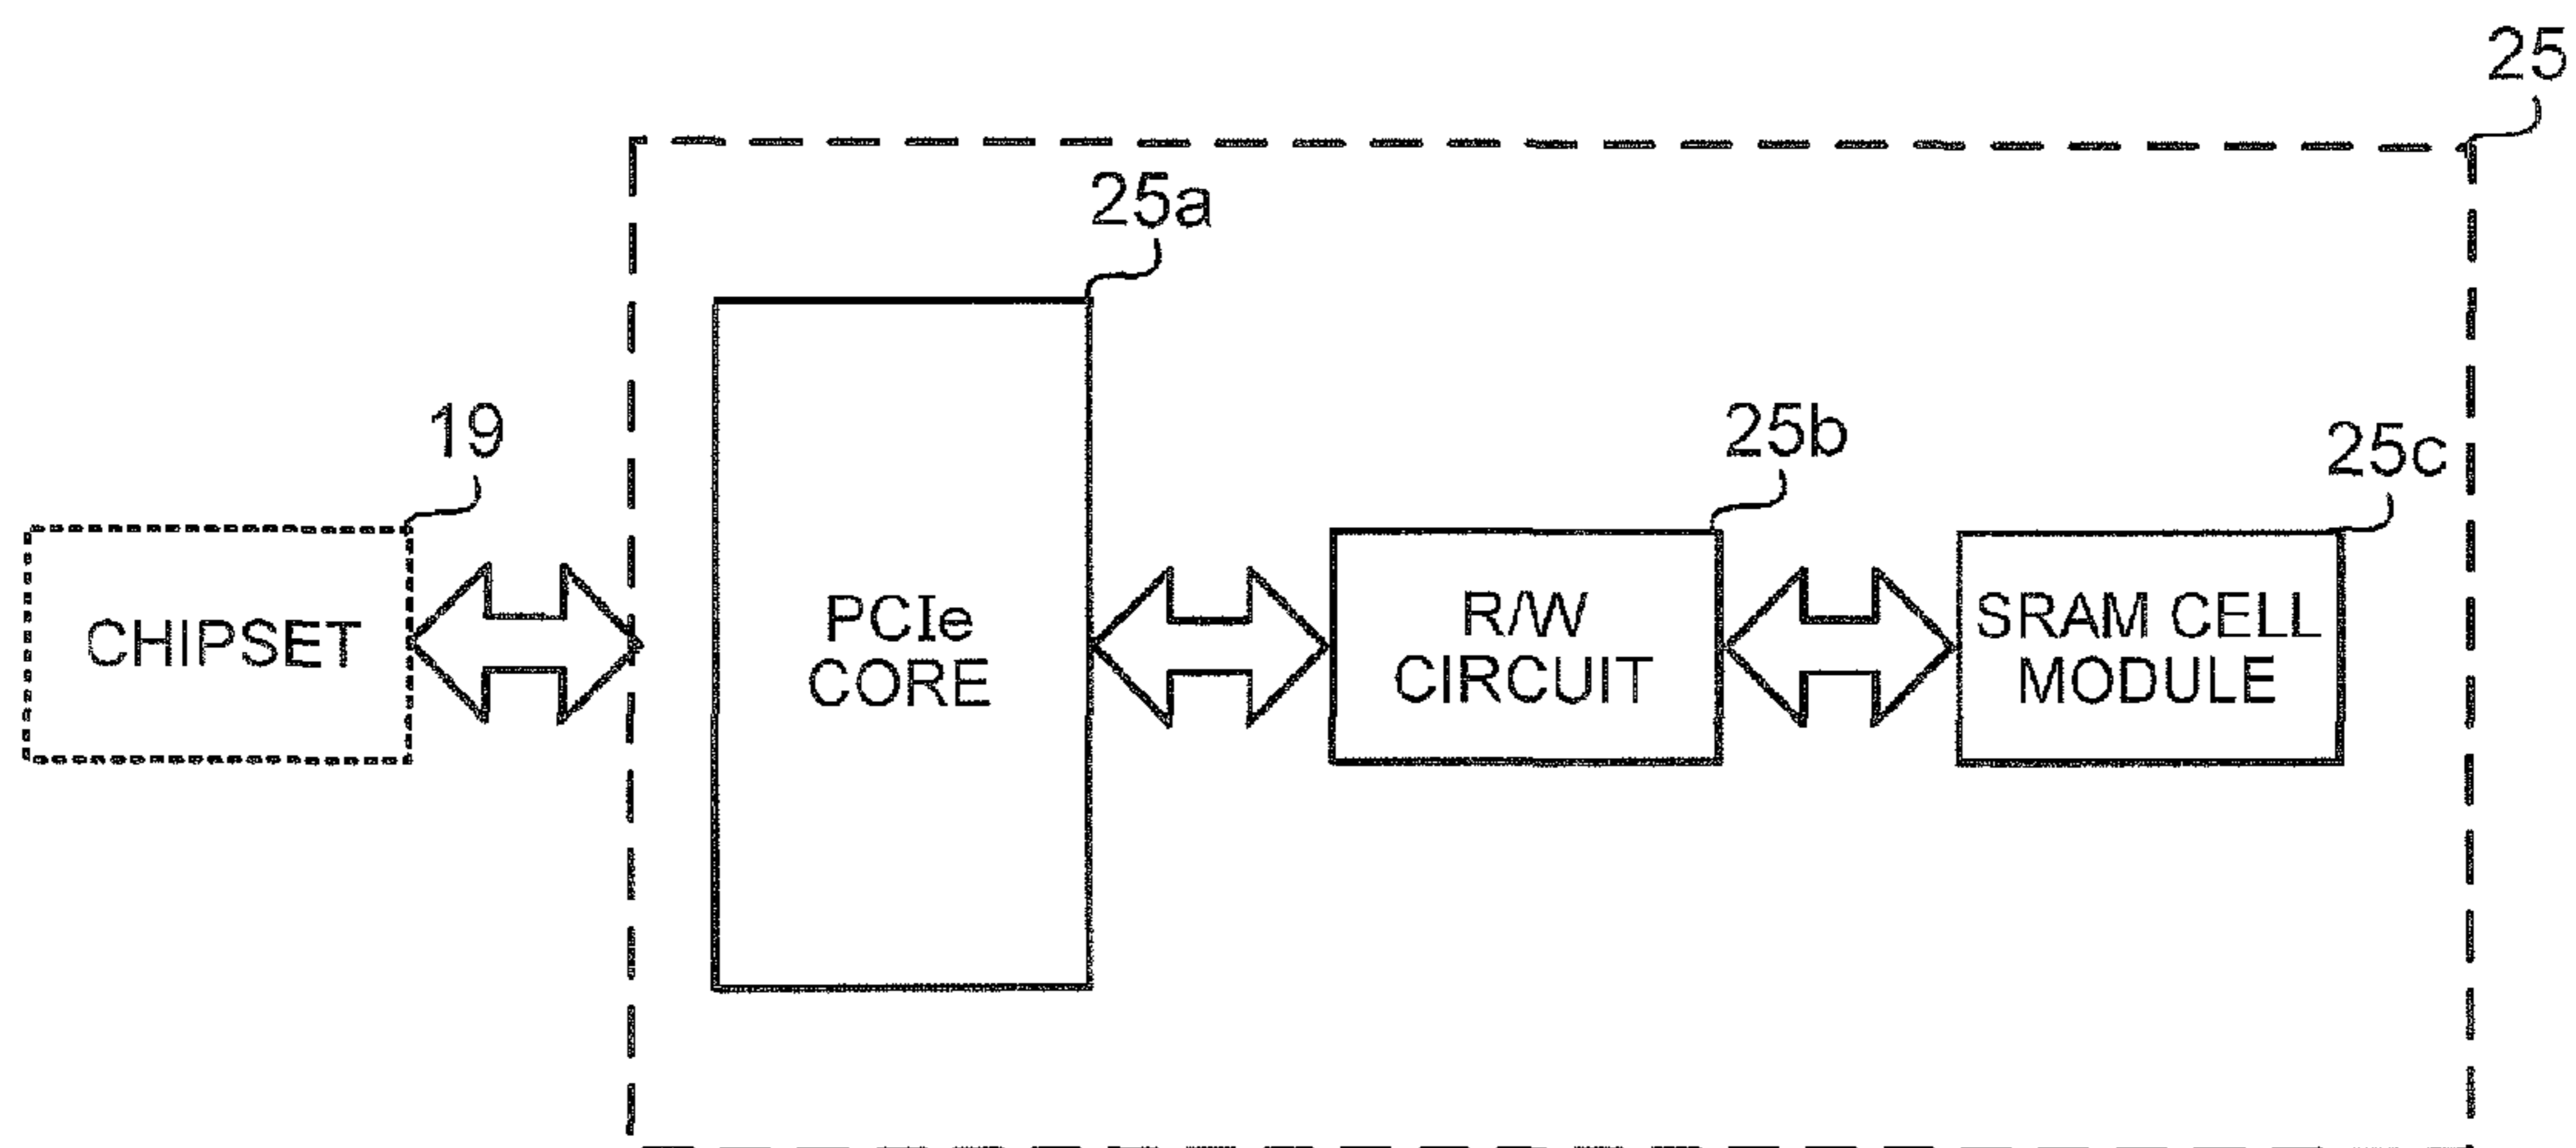 25
25a
19
25b
25c
CHIPSET
PCIe
CORE
R/W
CIRCUIT
SRAM CELL
MODULE